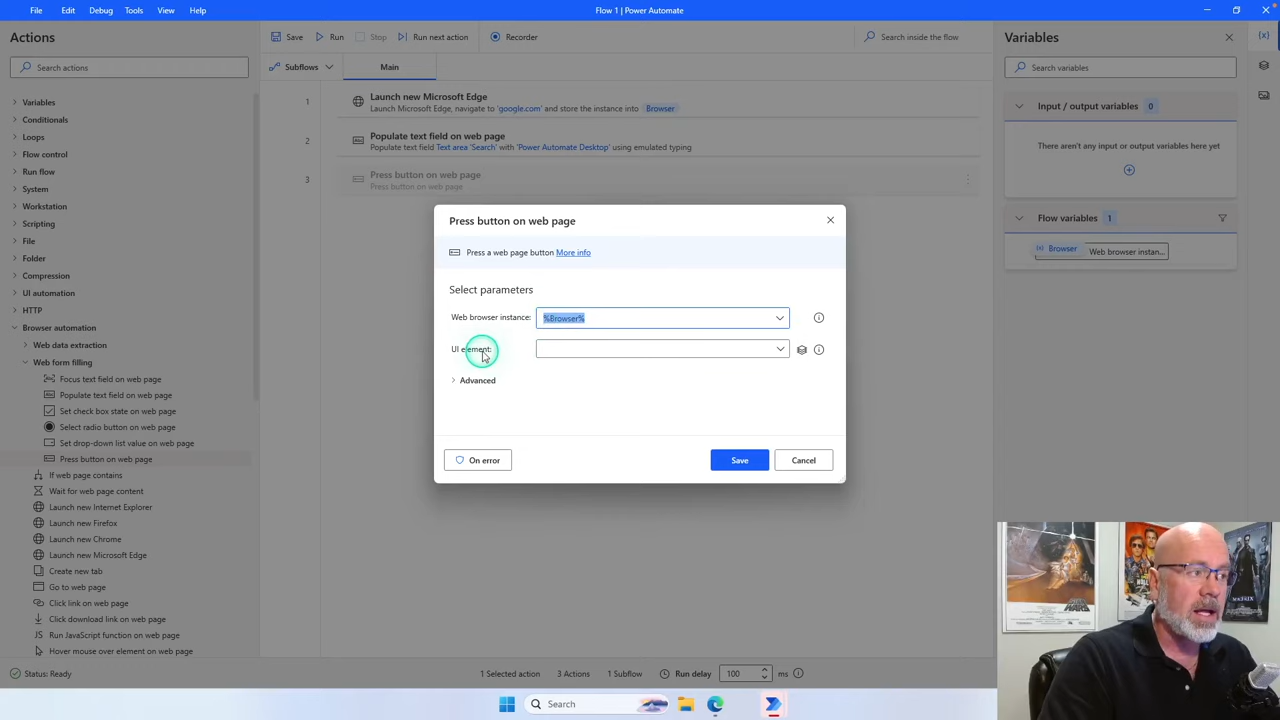 File Edit Debug Tools View Help
Flow 1 | Power Automate
Actions
Search actions
Variables
Conditionals
Loops
Flow control
Run flow
System
Workstation
Scripting
File
Folder
Compression
UI automation
HTTP
Browser automation
Web data extraction
Web form filling
Focus text field on web page
Populate text field on web page
Set check box state on web page
Select radio button on web page
Set drop-down list value on web page
Press button on web page
If web page contains
Wait for web page content
Launch new Internet Explorer
Launch new Firefox
Launch new Chrome
Launch new Microsoft Edge
Create new tab
Go to web page
Click link on web page
Click download link on web page
Run JavaScript function on web page
Hover mouse over element on web page
Save Run Stop Run next action Recorder
Search inside the flow
Subflows Main
1 Launch new Microsoft Edge
Launch Microsoft Edge, navigate to 'google.com' and store the instance into Browser
2 Populate text field on web page
Populate text field Text area 'Search' with 'Power Automate Desktop' using emulated typing
3 Press button on web page
Press button on web page
Press button on web page
Press a web page button More info
Select parameters
Web browser instance: %Browser%
UI element:
Advanced
On error Save Cancel
Variables
Search variables
Input / output variables 0
There aren't any input or output variables here yet
Flow variables 1
Browser Web browser instan...
Status: Ready 1 Selected action 3 Actions 1 Subflow Run delay 100 ms
Search
STAR WARS